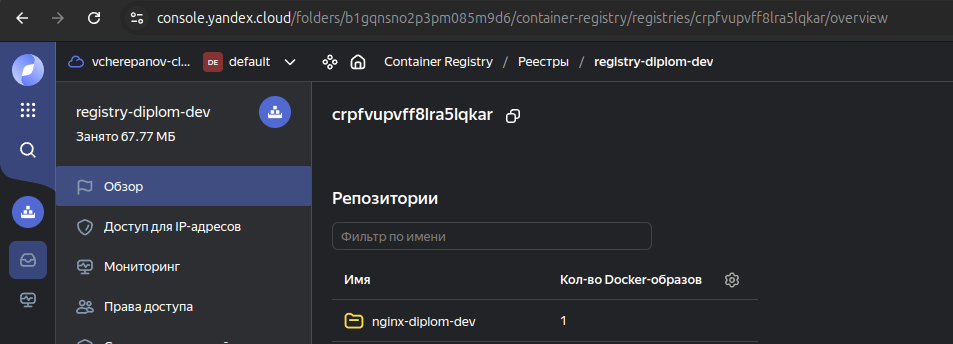 console.yandex.cloud/folders/b1gqnsno2p3pm085m9d6/container-registry/registries/crpfvupvff8lra5lqkar/overview
vcherepanov-cl... DE default Container Registry / Реестры / registry-diplom-dev
registry-diplom-dev
Занято 67.77 МБ
Обзор
Доступ для IP-адресов
Мониторинг
Права доступа
crpfvupvff8lra5lqkar
Репозитории
Фильтр по имени
Имя Кол-во Docker-образов
nginx-diplom-dev 1